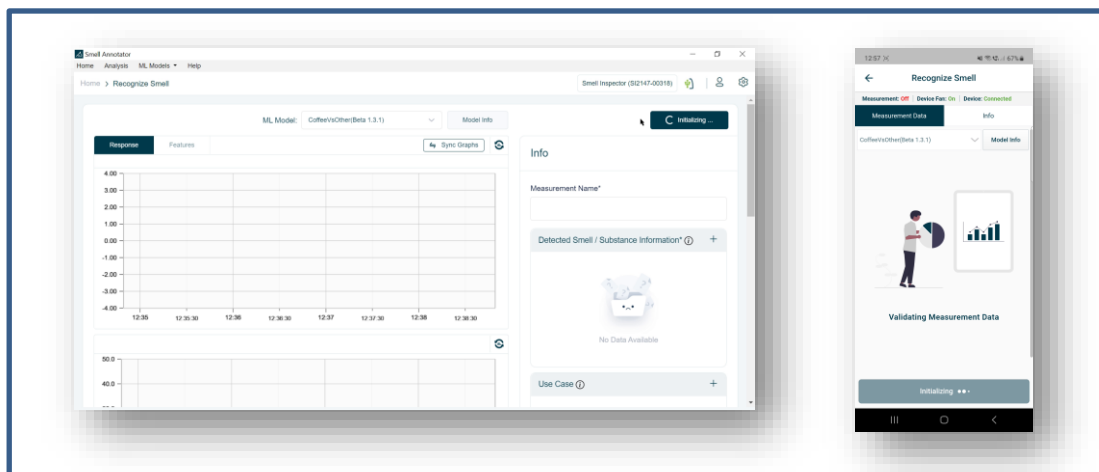 Smell Annotator
Home Analysis ML Models Help
Home > Recognize Smell
Smell Inspector (SI2147-00318)
ML Model: CoffeeVsOther(Beta 1.3.1) Model Info
Initializing ...
Response Features
Sync Graphs
4.00
3.00
2.00
1.00
0.00
-1.00
-2.00
-3.00
-4.00
12:35 12:35:30 12:36 12:36:30 12:37 12:37:30 12:38 12:38:30
50.0
40.0
Info
Measurement Name*
Detected Smell / Substance Information*
No Data Available
Use Case
12:57 67%
Recognize Smell
Measurement: Off Device Fan: On Device: Connected
Measurement Data Info
CoffeeVsOther(Beta 1.3.1) Model Info
Validating Measurement Data
Initializing